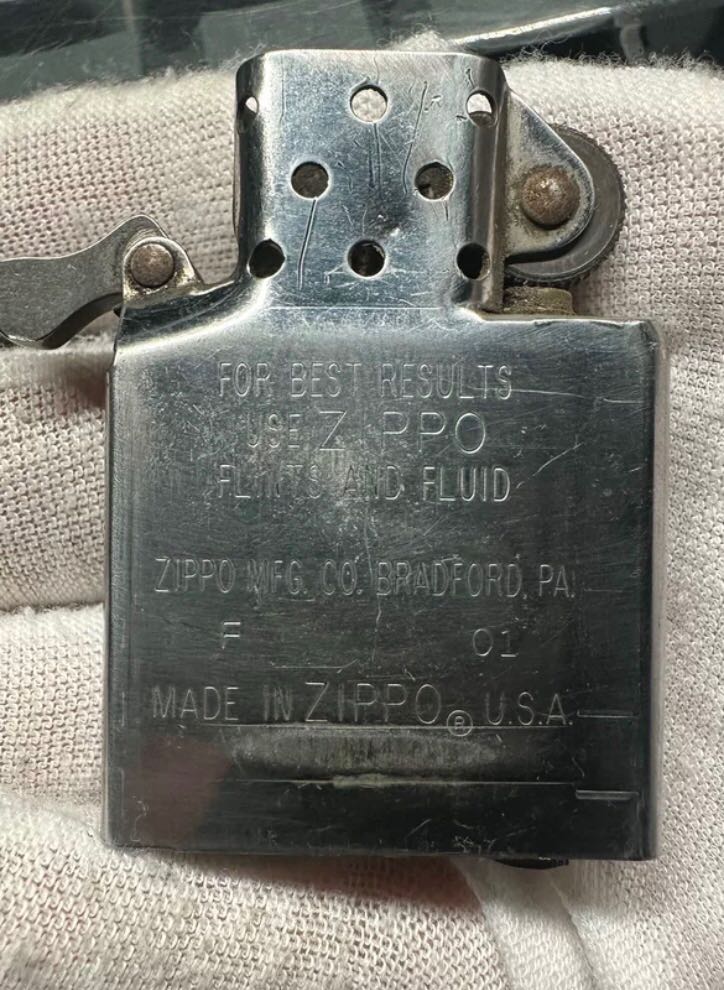 FOR BEST RESULTS
USE ZIPPO
FLINTS AND FLUID
ZIPPO MFG. CO. BRADFORD, PA.
F 01
MADE IN ZIPPO® U.S.A.